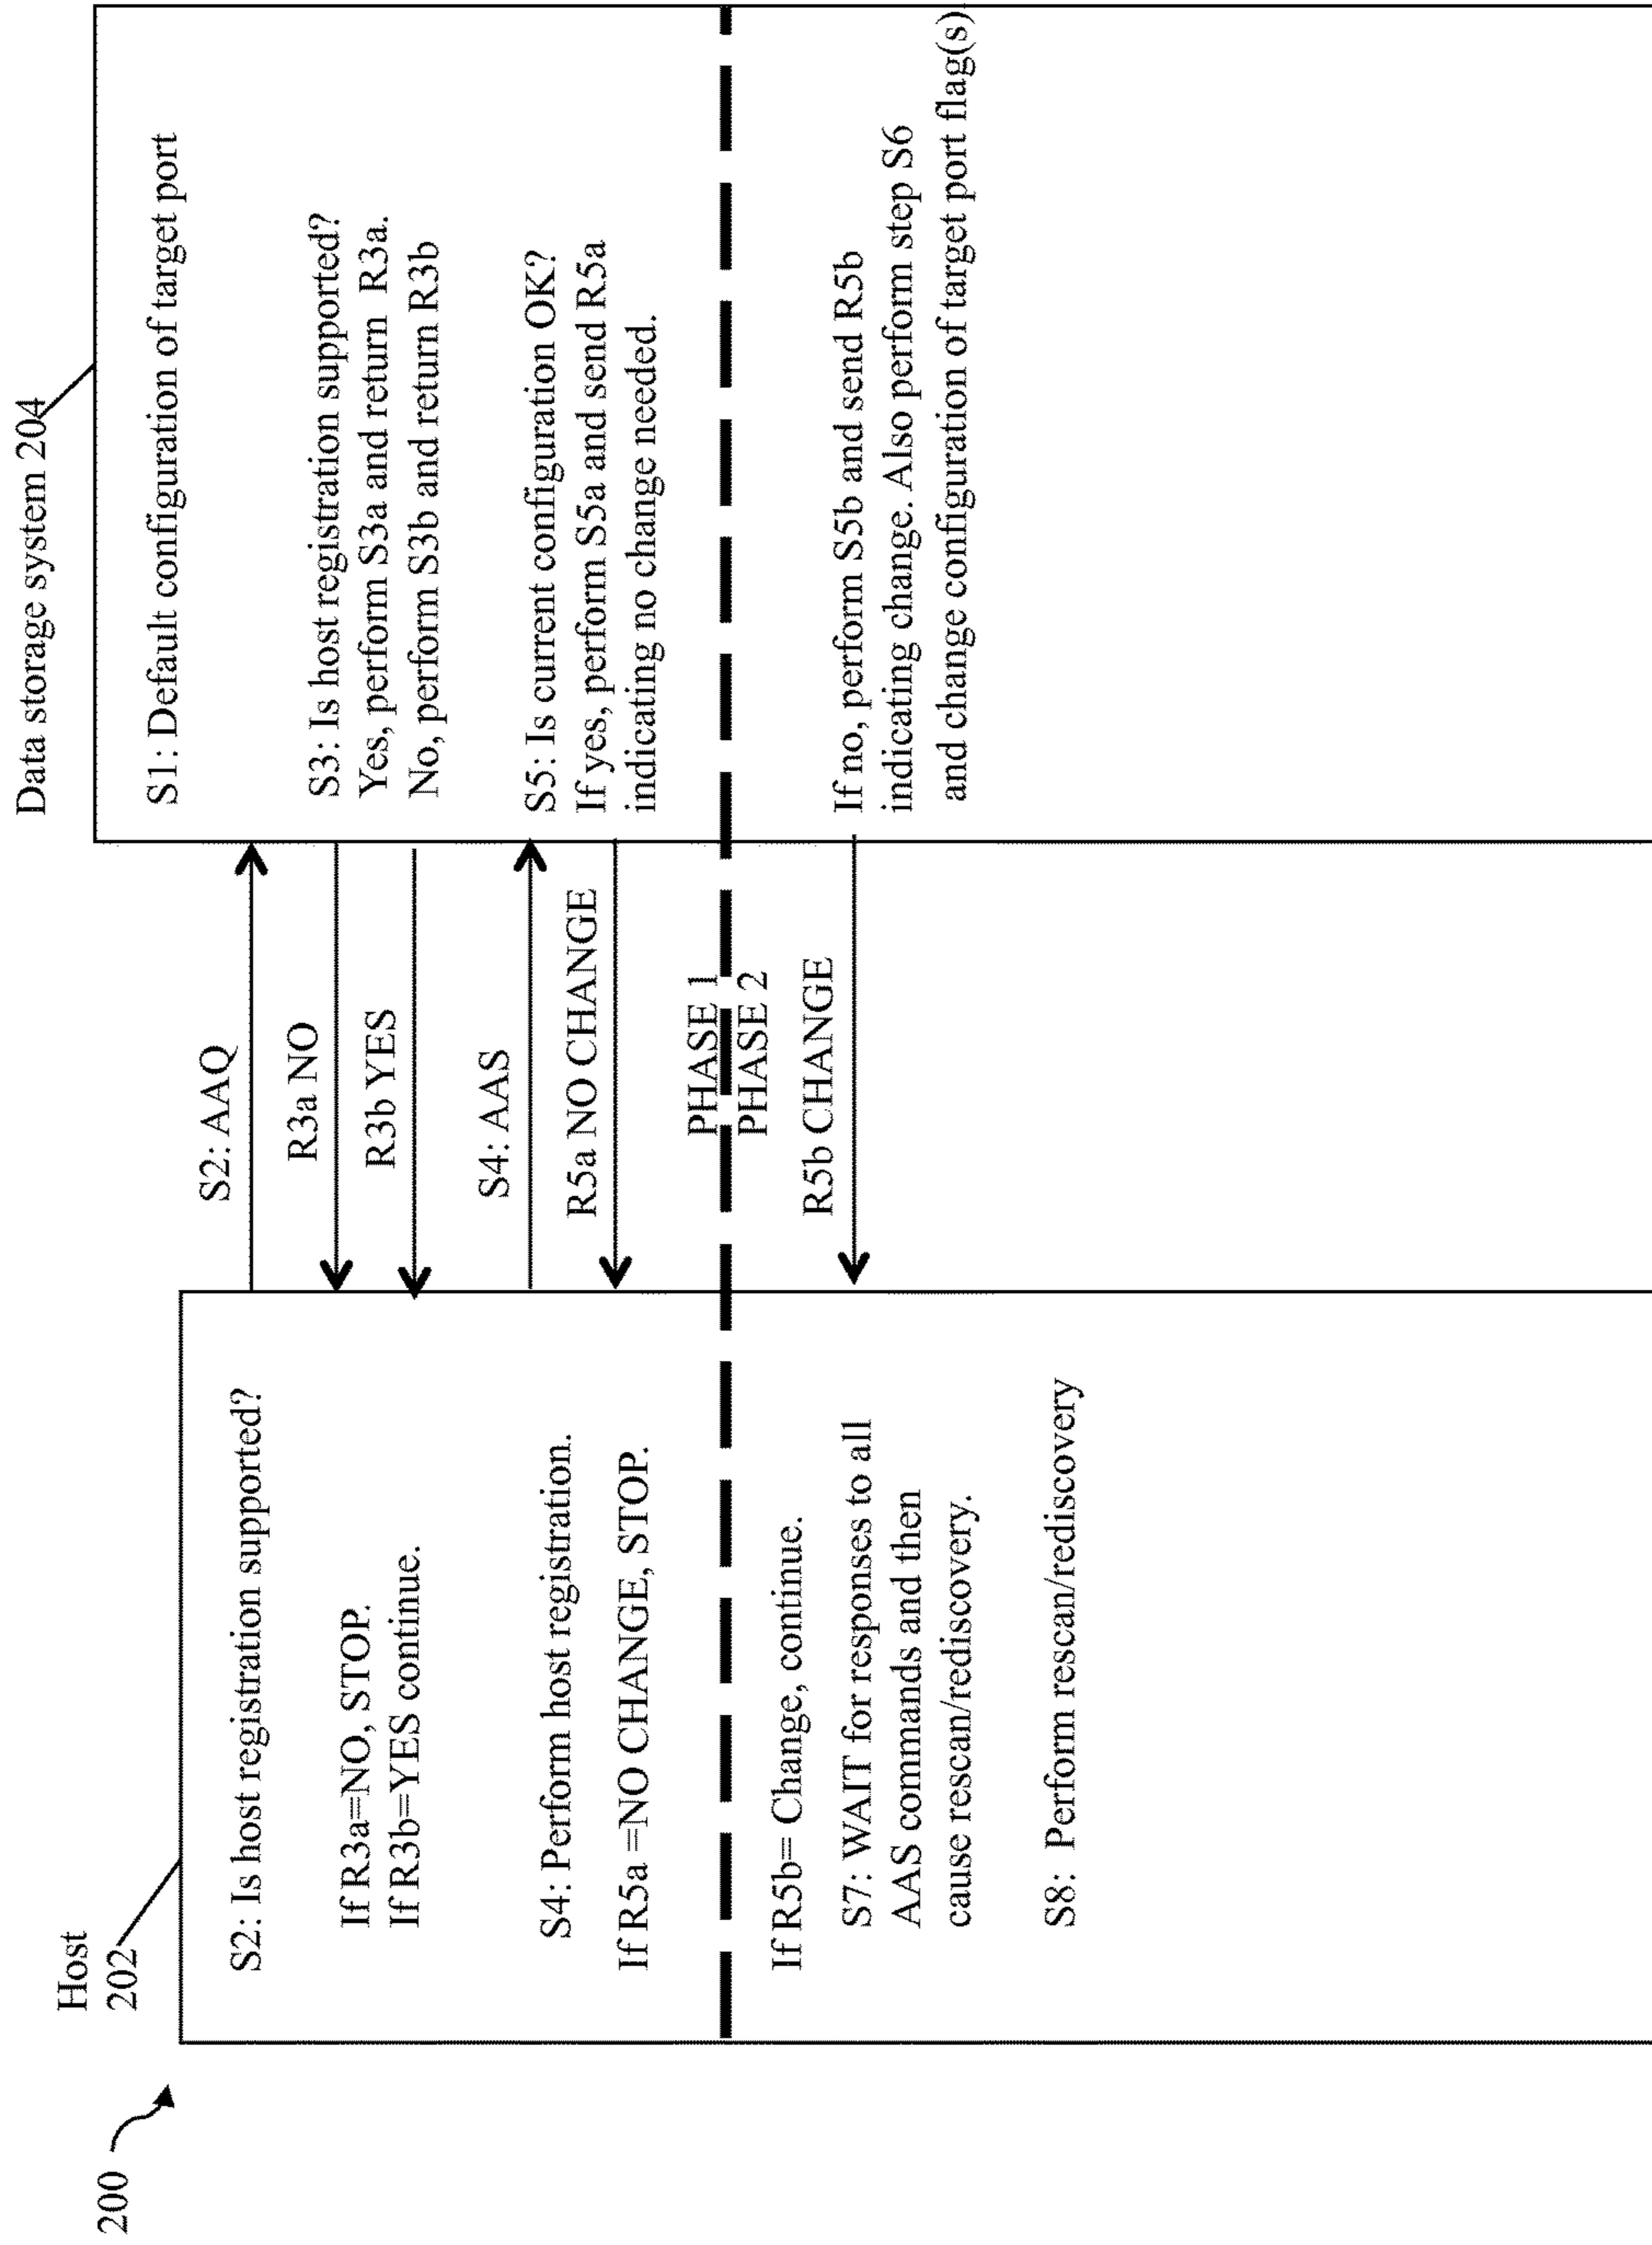 200
Host
202
S2: Is host registration supported?
If R3a=NO, STOP.
If R3b=YES continue.
S4: Perform host registration.
If R5a =NO CHANGE, STOP.
If R5b= Change, continue.
S7: WAIT for responses to all
AAS commands and then
cause rescan/rediscovery.
S8: Perform rescan/rediscovery
S2: AAQ
R3a NO
R3b YES
S4: AAS
R5a NO CHANGE
PHASE 1
PHASE 2
R5b CHANGE
Data storage system 204
S1: Default configuration of target port
S3: Is host registration supported?
Yes, perform S3a and return R3a.
No, perform S3b and return R3b
S5: Is current configuration OK?
If yes, perform S5a and send R5a
indicating no change needed.
If no, perform S5b and send R5b
indicating change. Also perform step S6
and change configuration of target port flag(s)